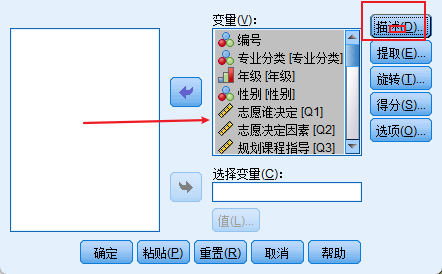 变量(V)：
编号
专业分类 [专业分类]
年级 [年级]
性别 [性别]
志愿谁决定 [Q1]
志愿决定因素 [Q2]
规划课程指导 [Q3]
描述(D)...
提取(E)...
旋转(T)...
得分(S)...
选项(O)...
选择变量(C)：
值(L)...
确定
粘贴(P)
重置(R)
取消
帮助